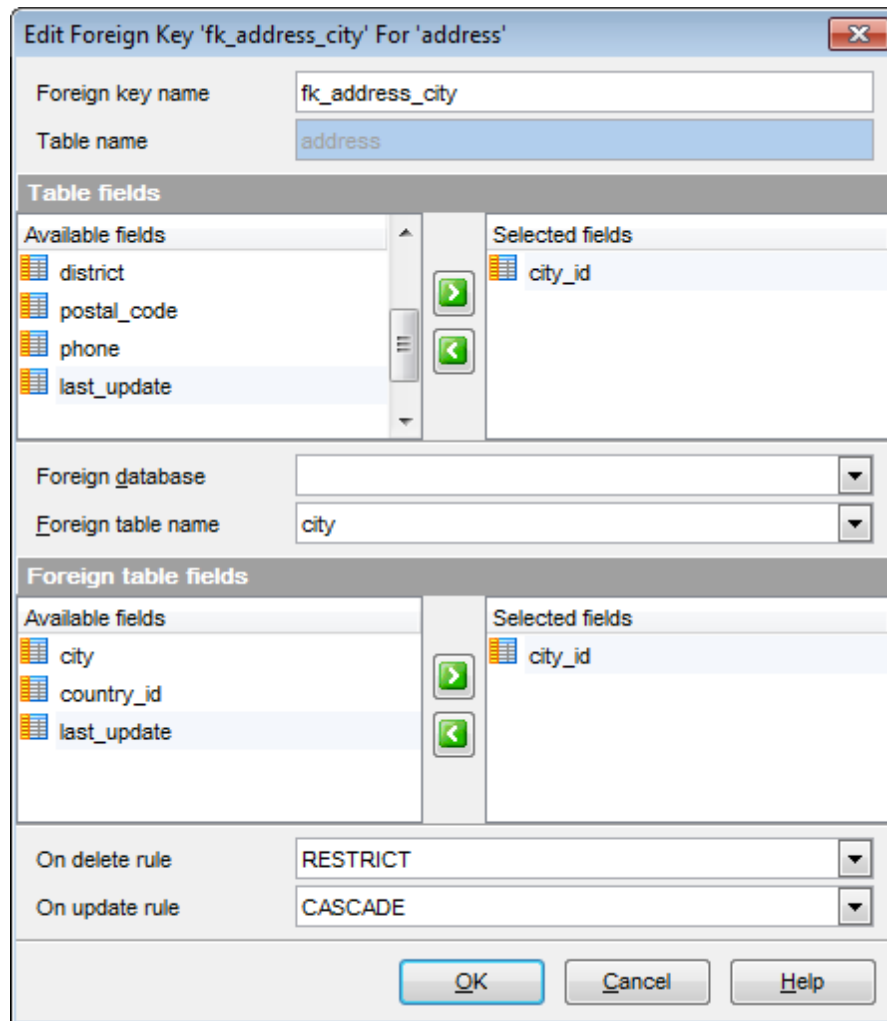 Edit Foreign Key 'fk_address_city' For 'address'
Foreign key name fk_address_city
Table name address
Table fields
Available fields Selected fields
district city_id
postal_code
phone
last_update
Foreign database
Foreign table name city
Foreign table fields
Available fields Selected fields
city city_id
country_id
last_update
On delete rule RESTRICT
On update rule CASCADE
OK Cancel Help